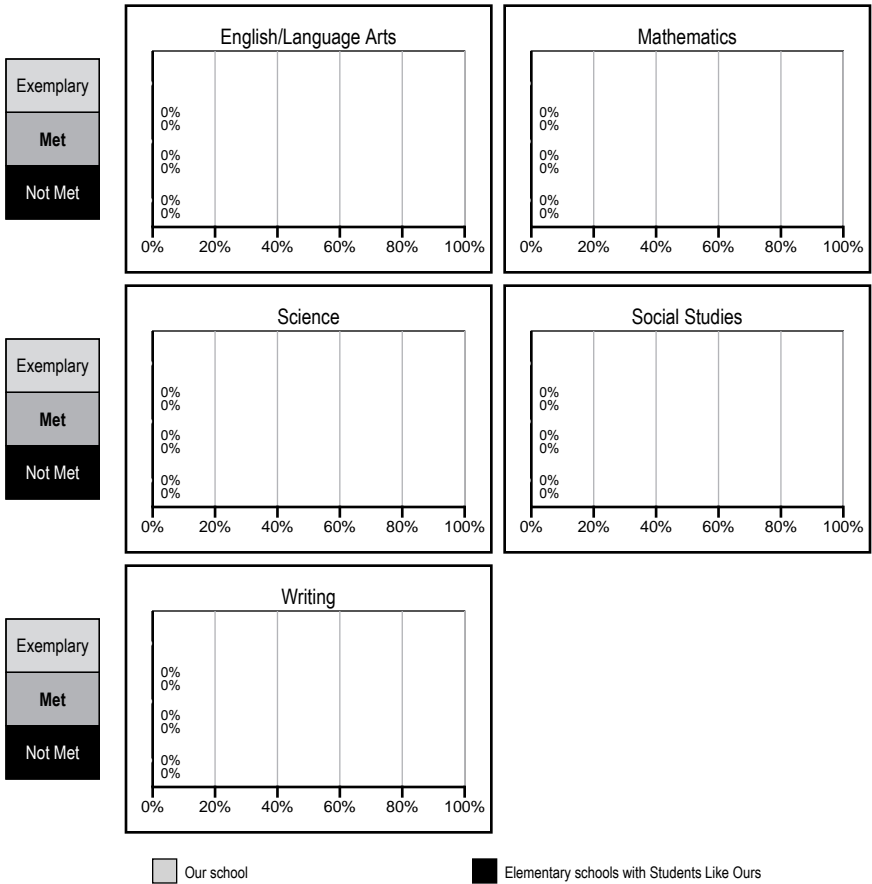 English/Language Arts
Mathematics
Exemplary
Met
Not Met
0%
0%
0%
0%
0%
0%
0% 20% 40% 60% 80% 100%
0%
0%
0%
0%
0%
0%
0% 20% 40% 60% 80% 100%
Science
Social Studies
Exemplary
Met
Not Met
0%
0%
0%
0%
0%
0%
0% 20% 40% 60% 80% 100%
0%
0%
0%
0%
0%
0%
0% 20% 40% 60% 80% 100%
Writing
Exemplary
Met
Not Met
0%
0%
0%
0%
0%
0%
0% 20% 40% 60% 80% 100%
Our school
Elementary schools with Students Like Ours